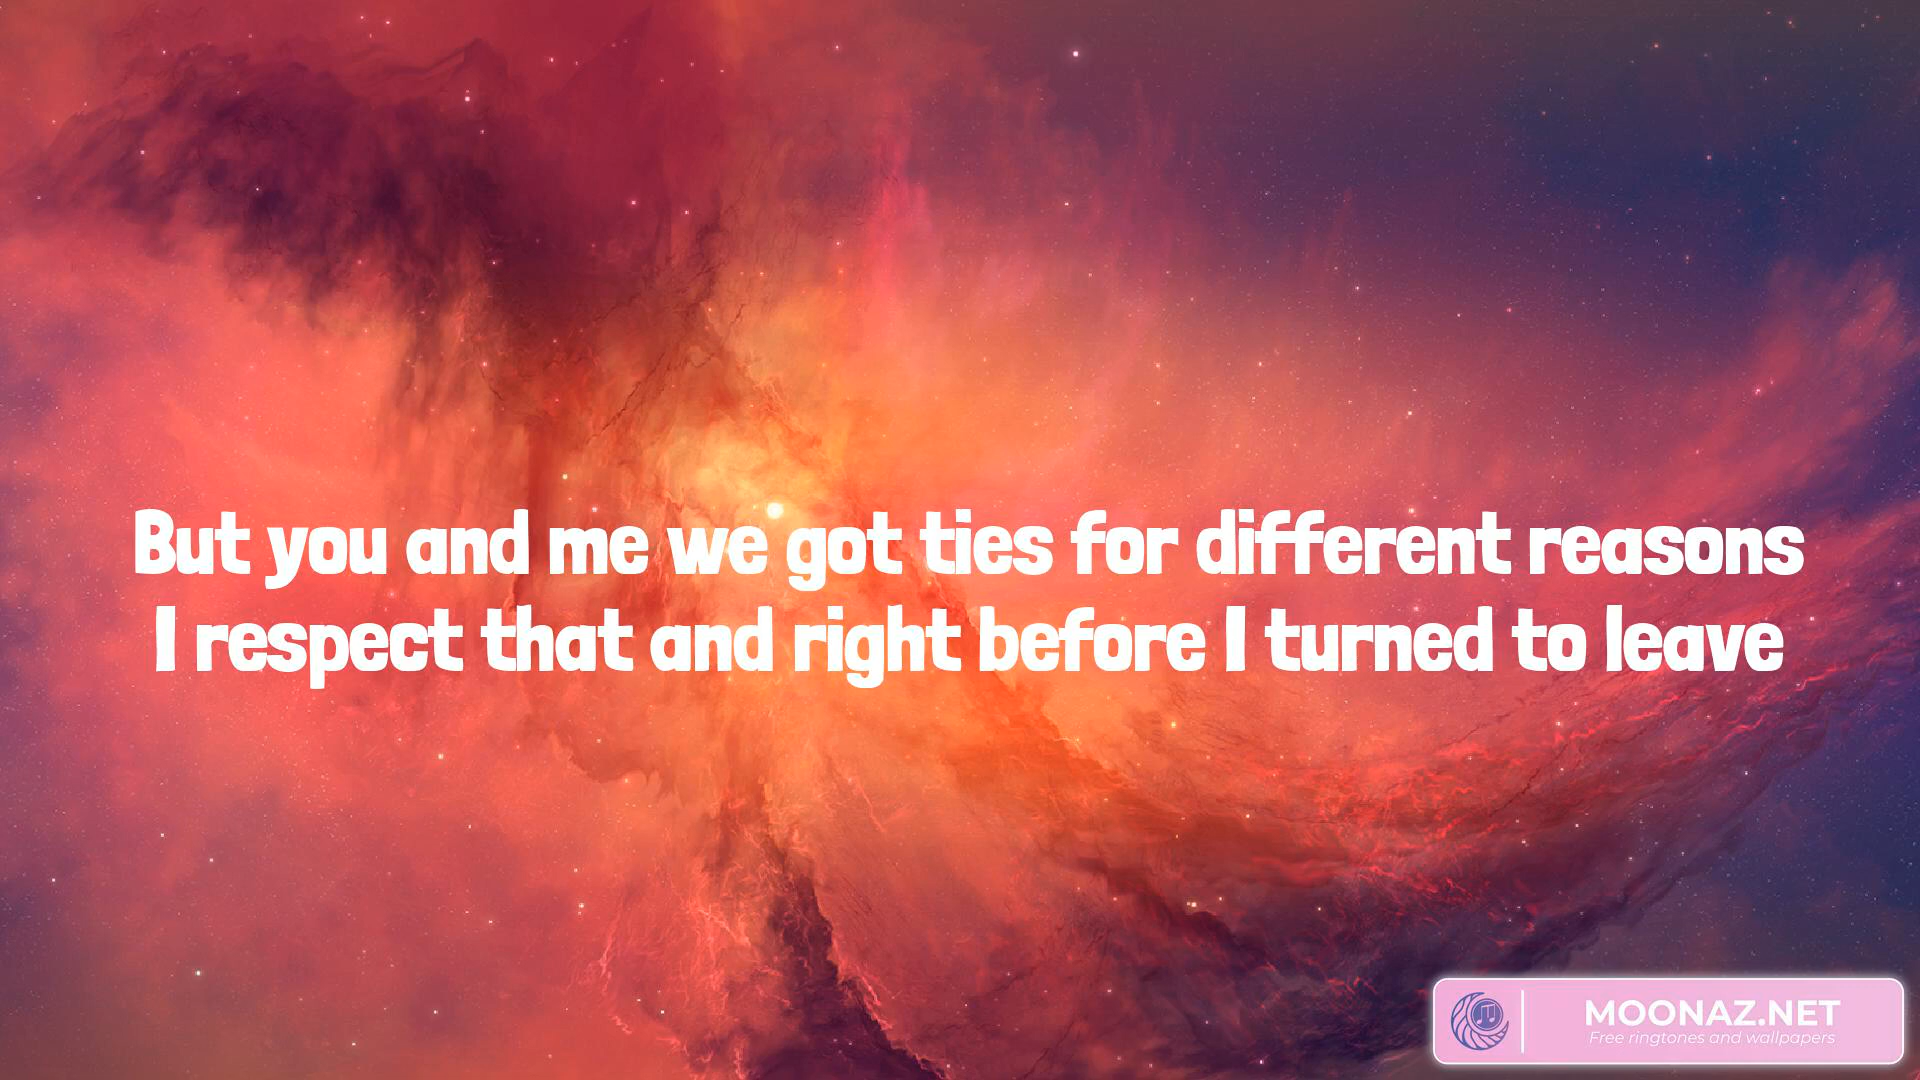 But you and me we got ties for different reasons
I respect that and right before I turned to leave
MOONAZ.NET
Free ringtones and wallpapers